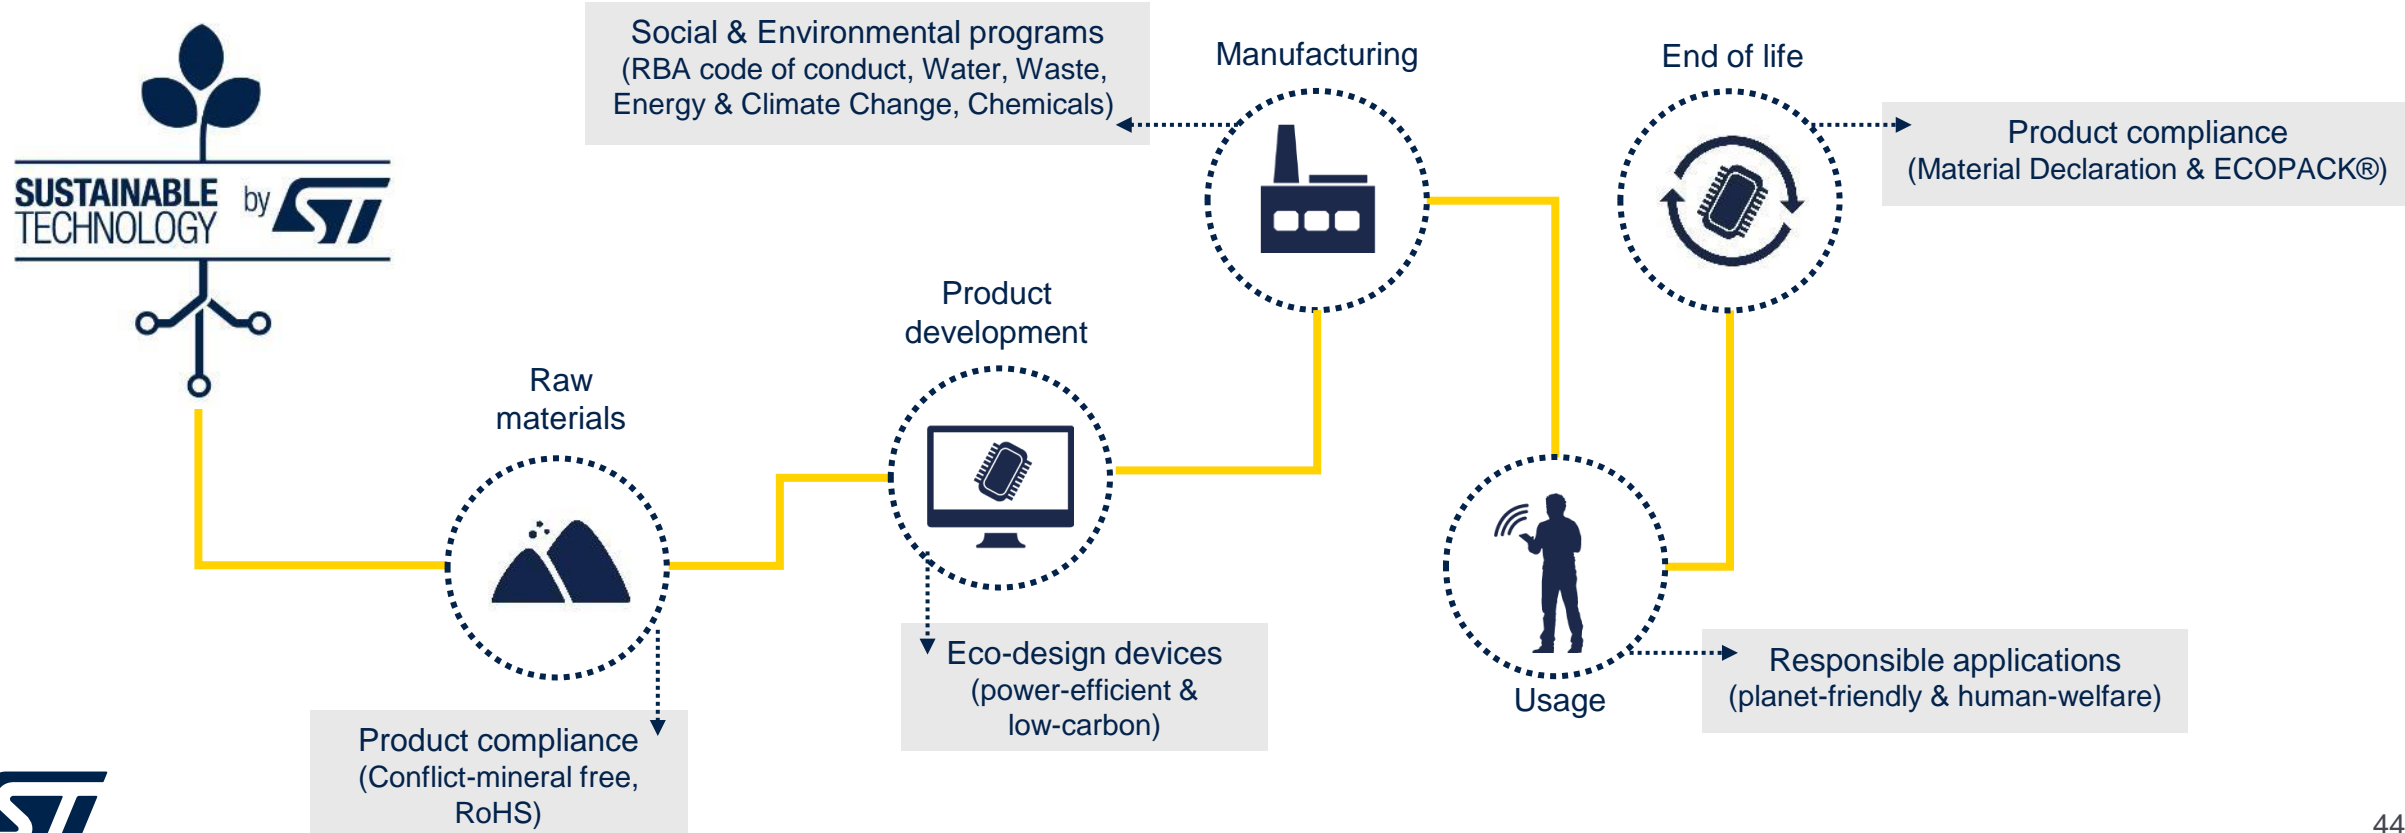 SUSTAINABLE
TECHNOLOGY
by ST
Raw
materials
Product compliance
(Conflict-mineral free,
RoHS)
Product
development
Eco-design devices
(power-efficient &
low-carbon)
Social & Environmental programs
(RBA code of conduct, Water, Waste,
Energy & Climate Change, Chemicals)
Manufacturing
Usage
Responsible applications
(planet-friendly & human-welfare)
End of life
Product compliance
(Material Declaration & ECOPACK®)
ST
44